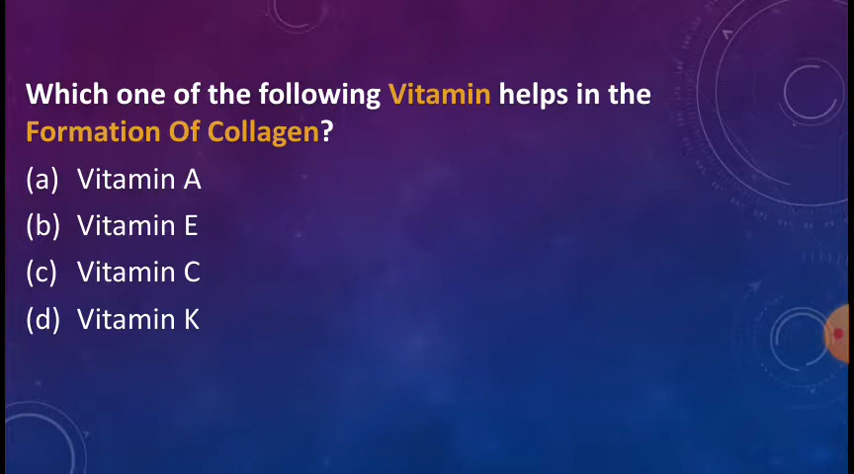 Which one of the following Vitamin helps in the
Formation Of Collagen?
(a) Vitamin A
(b) Vitamin E
(c) Vitamin C
(d) Vitamin K